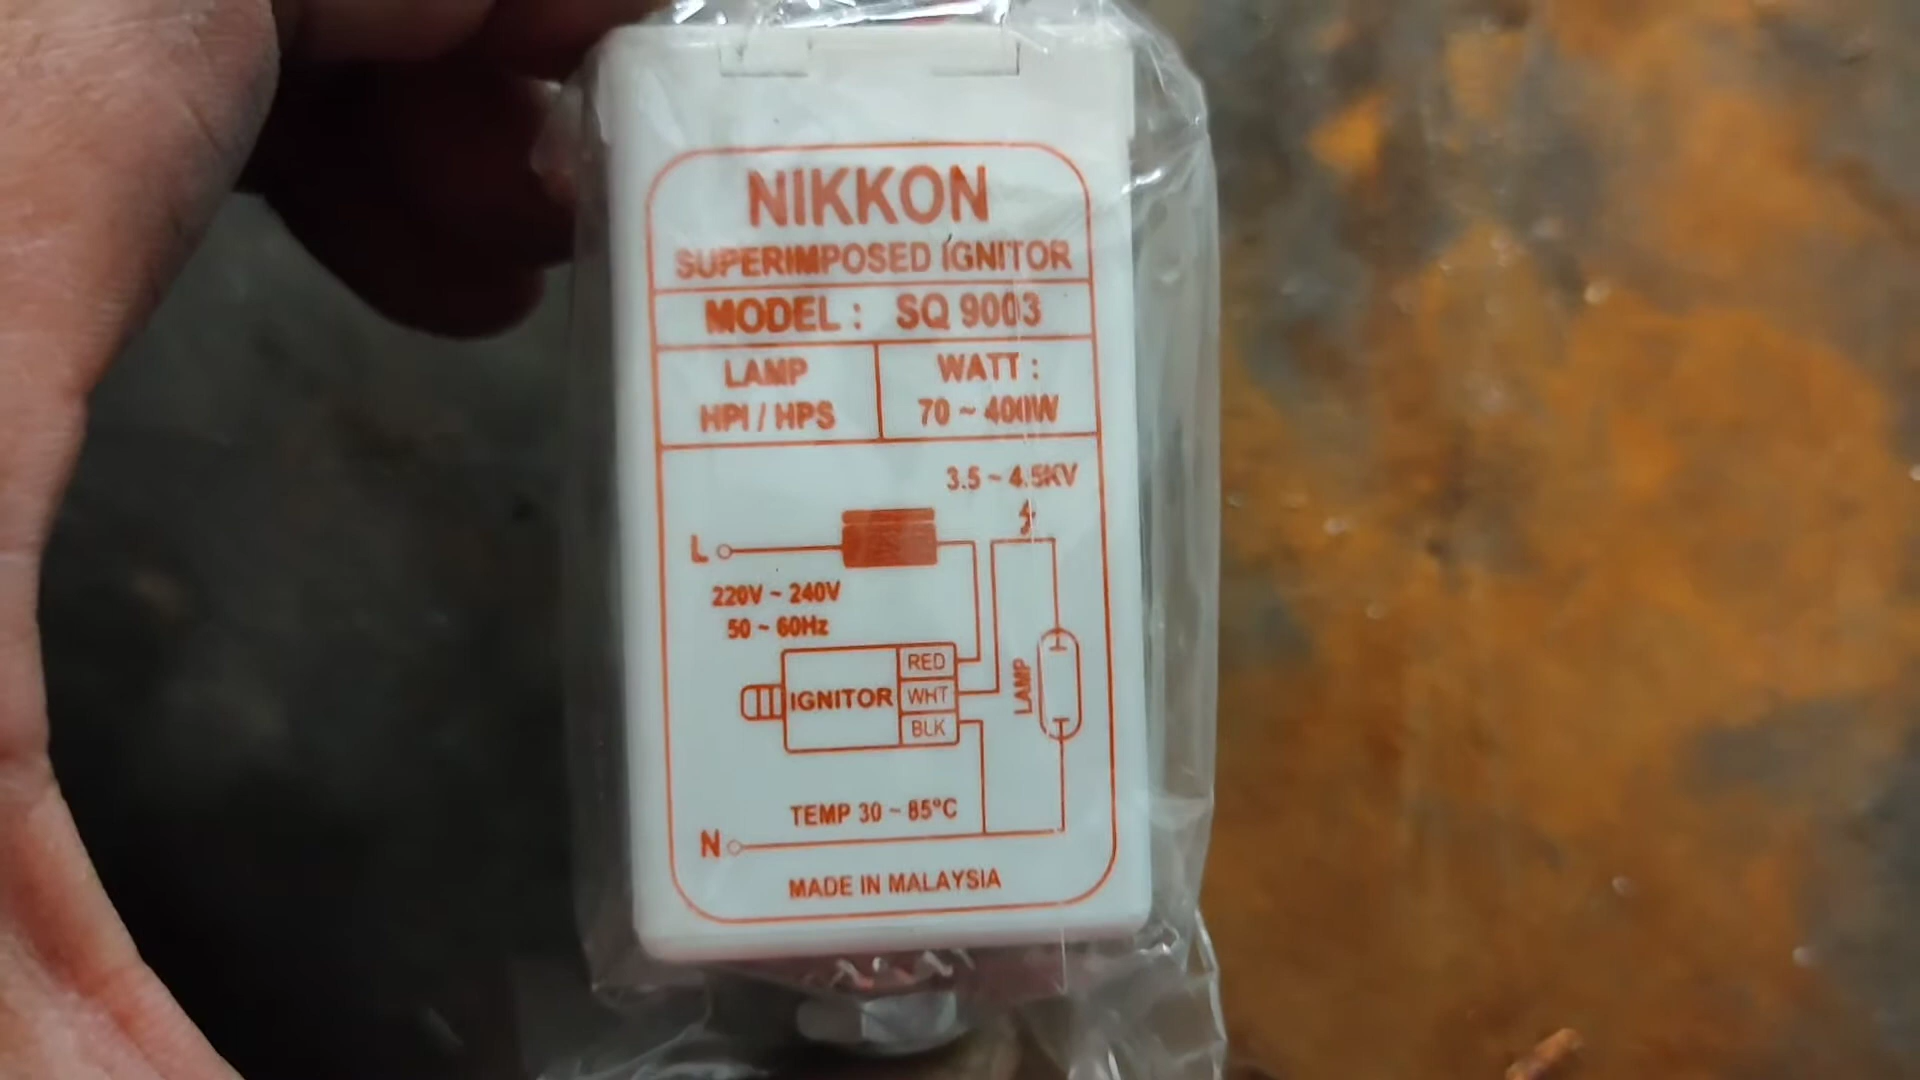 NIKKON
SUPERIMPOSED IGNITOR
MODEL : SQ 9003
LAMP
HPI / HPS
WATT :
70 ~ 400W
3.5 ~ 4.5KV
L
220V ~ 240V
50 ~ 60Hz
RED
IGNITOR
WHT
BLK
LAMP
TEMP 30 ~ 85°C
N
MADE IN MALAYSIA